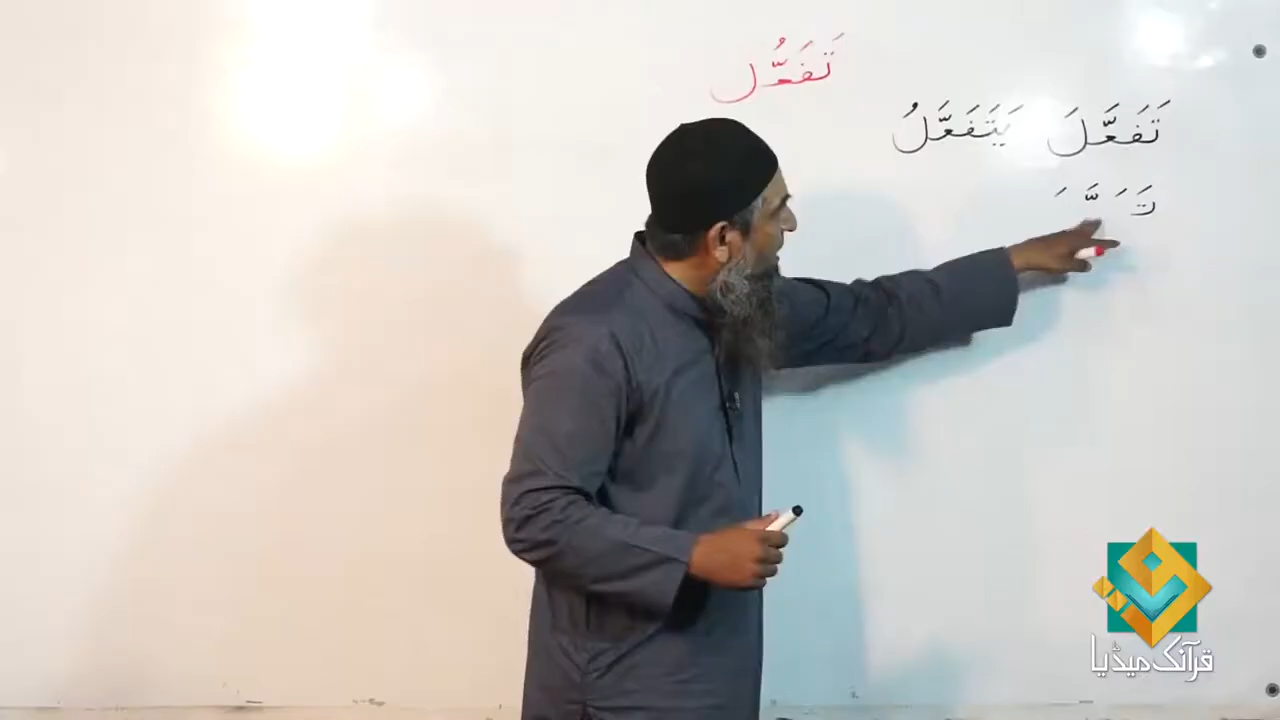 تَفَعُّل
تَفَعَّلَ يَتَفَعَّلُ
تَ َ َّ َ
قرآنک میڈیا